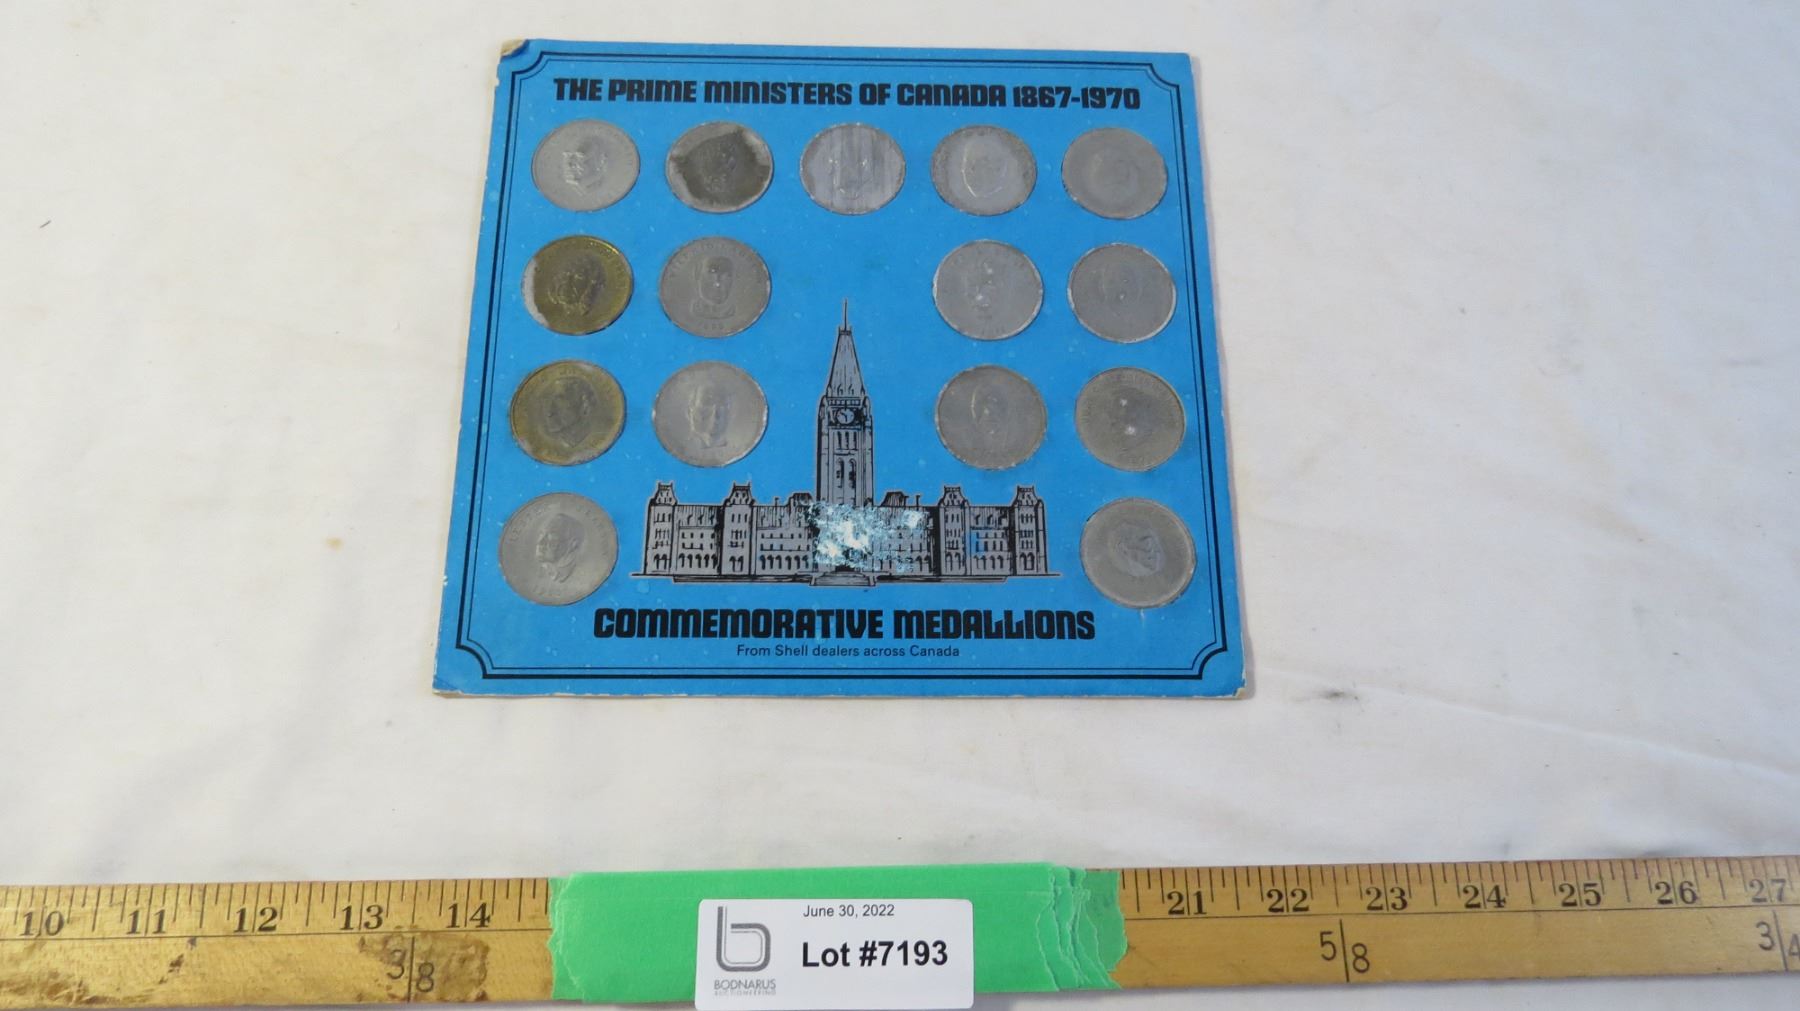 THE PRIME MINISTERS OF CANADA 1867-1970
COMMEMORATIVE MEDALLIONS
From Shell dealers across Canada
10 11 12 13 14 21 22 23 24 25 26 27
3|8 5|8 3|4
June 30, 2022
Lot #7193
BODNARUS
AUCTIONEERING